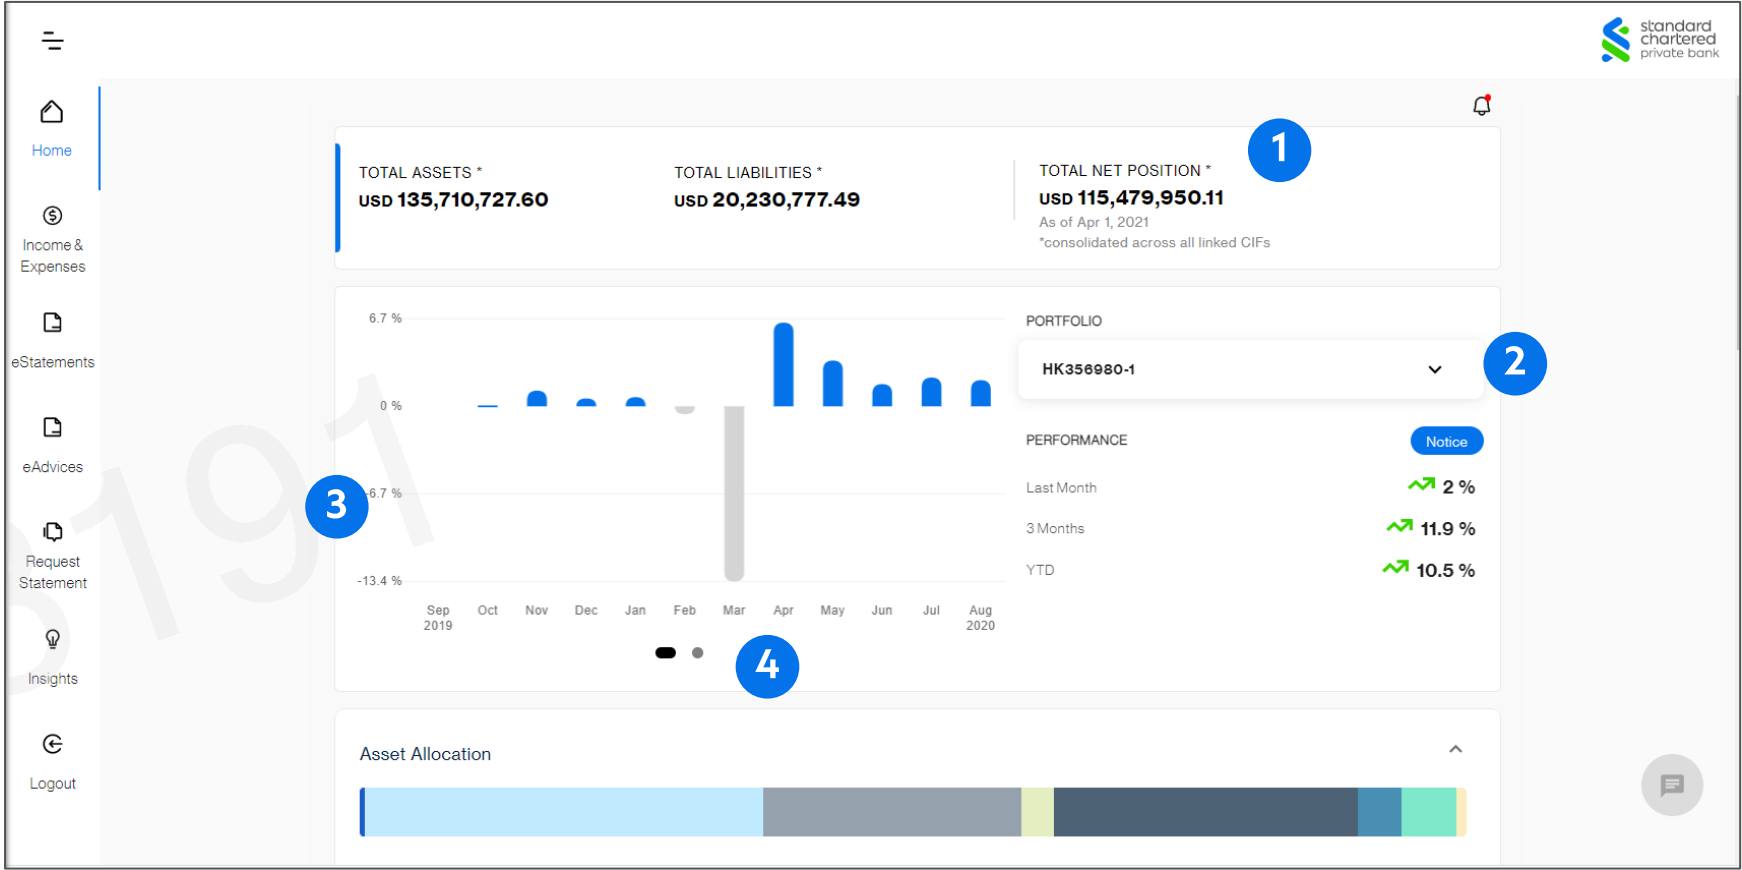 standard
chartered
private bank
Home
Income &
Expenses
eStatements
eAdvices
Request
Statement
Insights
Logout
1
TOTAL ASSETS *
USD 135,710,727.60
TOTAL LIABILITIES *
USD 20,230,777.49
TOTAL NET POSITION *
USD 115,479,950.11
As of Apr 1, 2021
*consolidated across all linked CIFs
6.7 %
0 %
-6.7 %
-13.4 %
3
Sep
2019
Oct
Nov
Dec
Jan
Feb
Mar
Apr
May
Jun
Jul
Aug
2020
4
PORTFOLIO
HK356980-1
2
PERFORMANCE
Notice
Last Month
2 %
3 Months
11.9 %
YTD
10.5 %
Asset Allocation